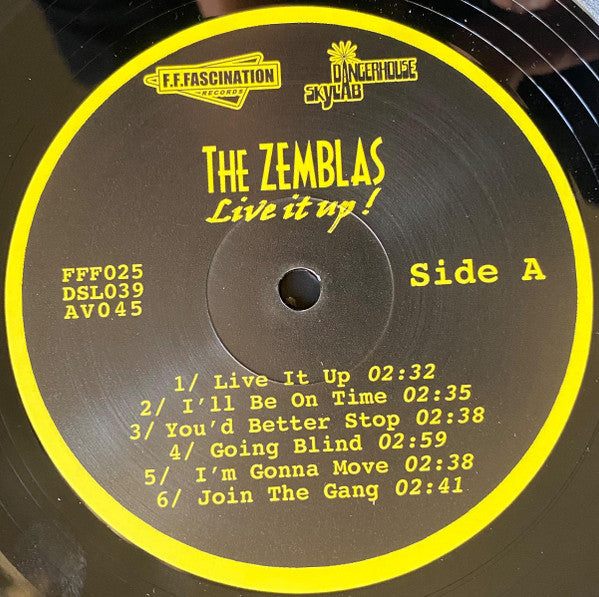 F.F.FASCINATION
RECORDS
DANGERHOUSE
SKYLAB
THE ZEMBLAS
Live it up!
FFF025
DSL039
AV045
Side A
1/ Live It Up 02:32
2/ I'll Be On Time 02:35
3/ You'd Better Stop 02:38
4/ Going Blind 02:59
5/ I'm Gonna Move 02:38
6/ Join The Gang 02:41